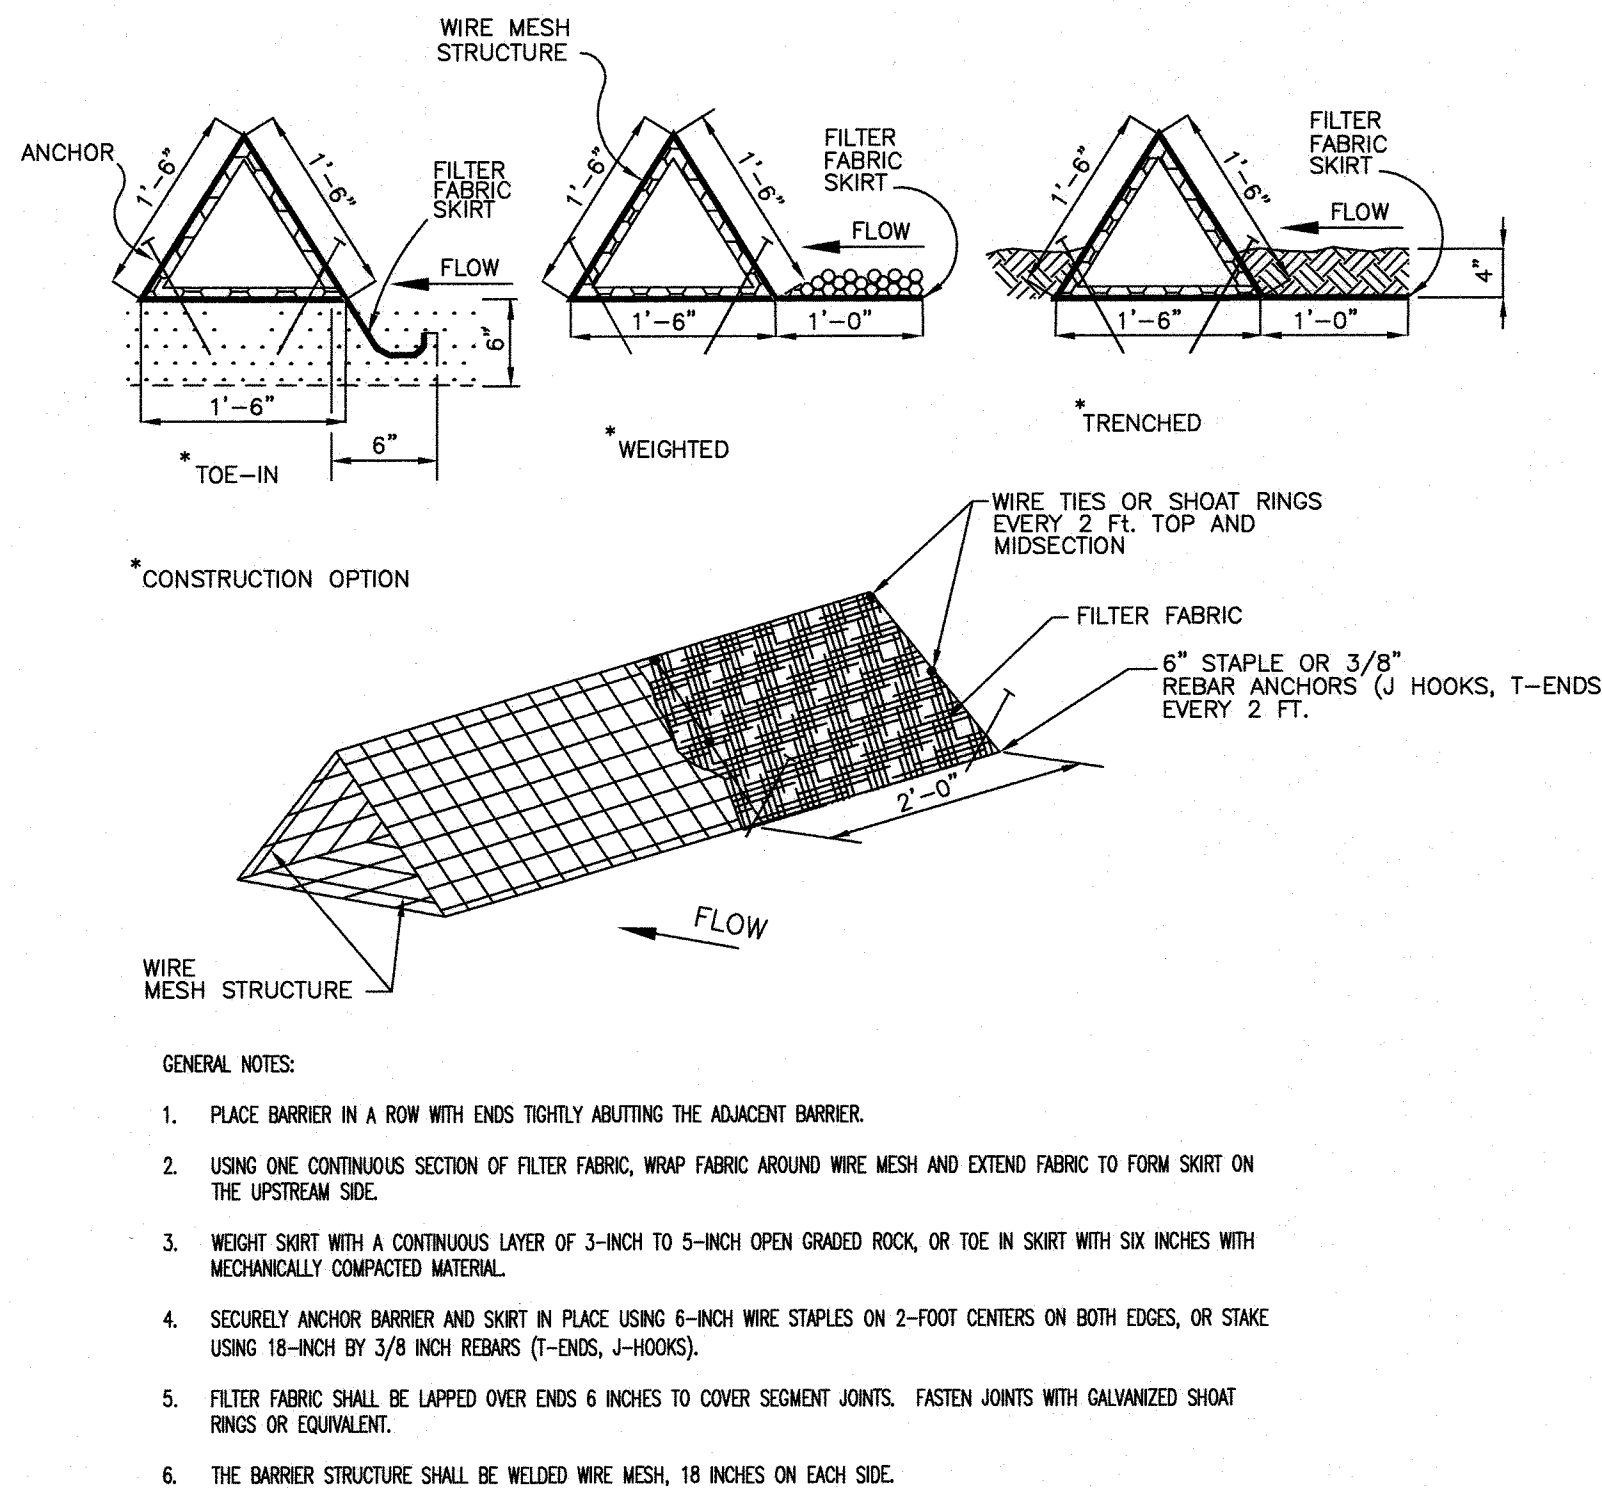 WIRE MESH
STRUCTURE
ANCHOR
1'-6"
1'-6"
FILTER
FABRIC
SKIRT
FLOW
6"
1'-6"
6"
*TOE-IN
1'-6"
1'-6"
FILTER
FABRIC
SKIRT
FLOW
1'-6"
1'-0"
*WEIGHTED
1'-6"
1'-6"
FILTER
FABRIC
SKIRT
FLOW
4"
1'-6"
1'-0"
*TRENCHED
*CONSTRUCTION OPTION
WIRE TIES OR SHOAT RINGS
EVERY 2 Ft. TOP AND
MIDSECTION
FILTER FABRIC
6" STAPLE OR 3/8"
REBAR ANCHORS (J HOOKS, T-ENDS
EVERY 2 FT.
2'-0"
FLOW
WIRE
MESH STRUCTURE
GENERAL NOTES:
1. PLACE BARRIER IN A ROW WITH ENDS TIGHTLY ABUTTING THE ADJACENT BARRIER.
2. USING ONE CONTINUOUS SECTION OF FILTER FABRIC, WRAP FABRIC AROUND WIRE MESH AND EXTEND FABRIC TO FORM SKIRT ON
THE UPSTREAM SIDE.
3. WEIGHT SKIRT WITH A CONTINUOUS LAYER OF 3-INCH TO 5-INCH OPEN GRADED ROCK, OR TOE IN SKIRT WITH SIX INCHES WITH
MECHANICALLY COMPACTED MATERIAL.
4. SECURELY ANCHOR BARRIER AND SKIRT IN PLACE USING 6-INCH WIRE STAPLES ON 2-FOOT CENTERS ON BOTH EDGES, OR STAKE
USING 18-INCH BY 3/8 INCH REBARS (T-ENDS, J-HOOKS).
5. FILTER FABRIC SHALL BE LAPPED OVER ENDS 6 INCHES TO COVER SEGMENT JOINTS. FASTEN JOINTS WITH GALVANIZED SHOAT
RINGS OR EQUIVALENT.
6. THE BARRIER STRUCTURE SHALL BE WELDED WIRE MESH, 18 INCHES ON EACH SIDE.